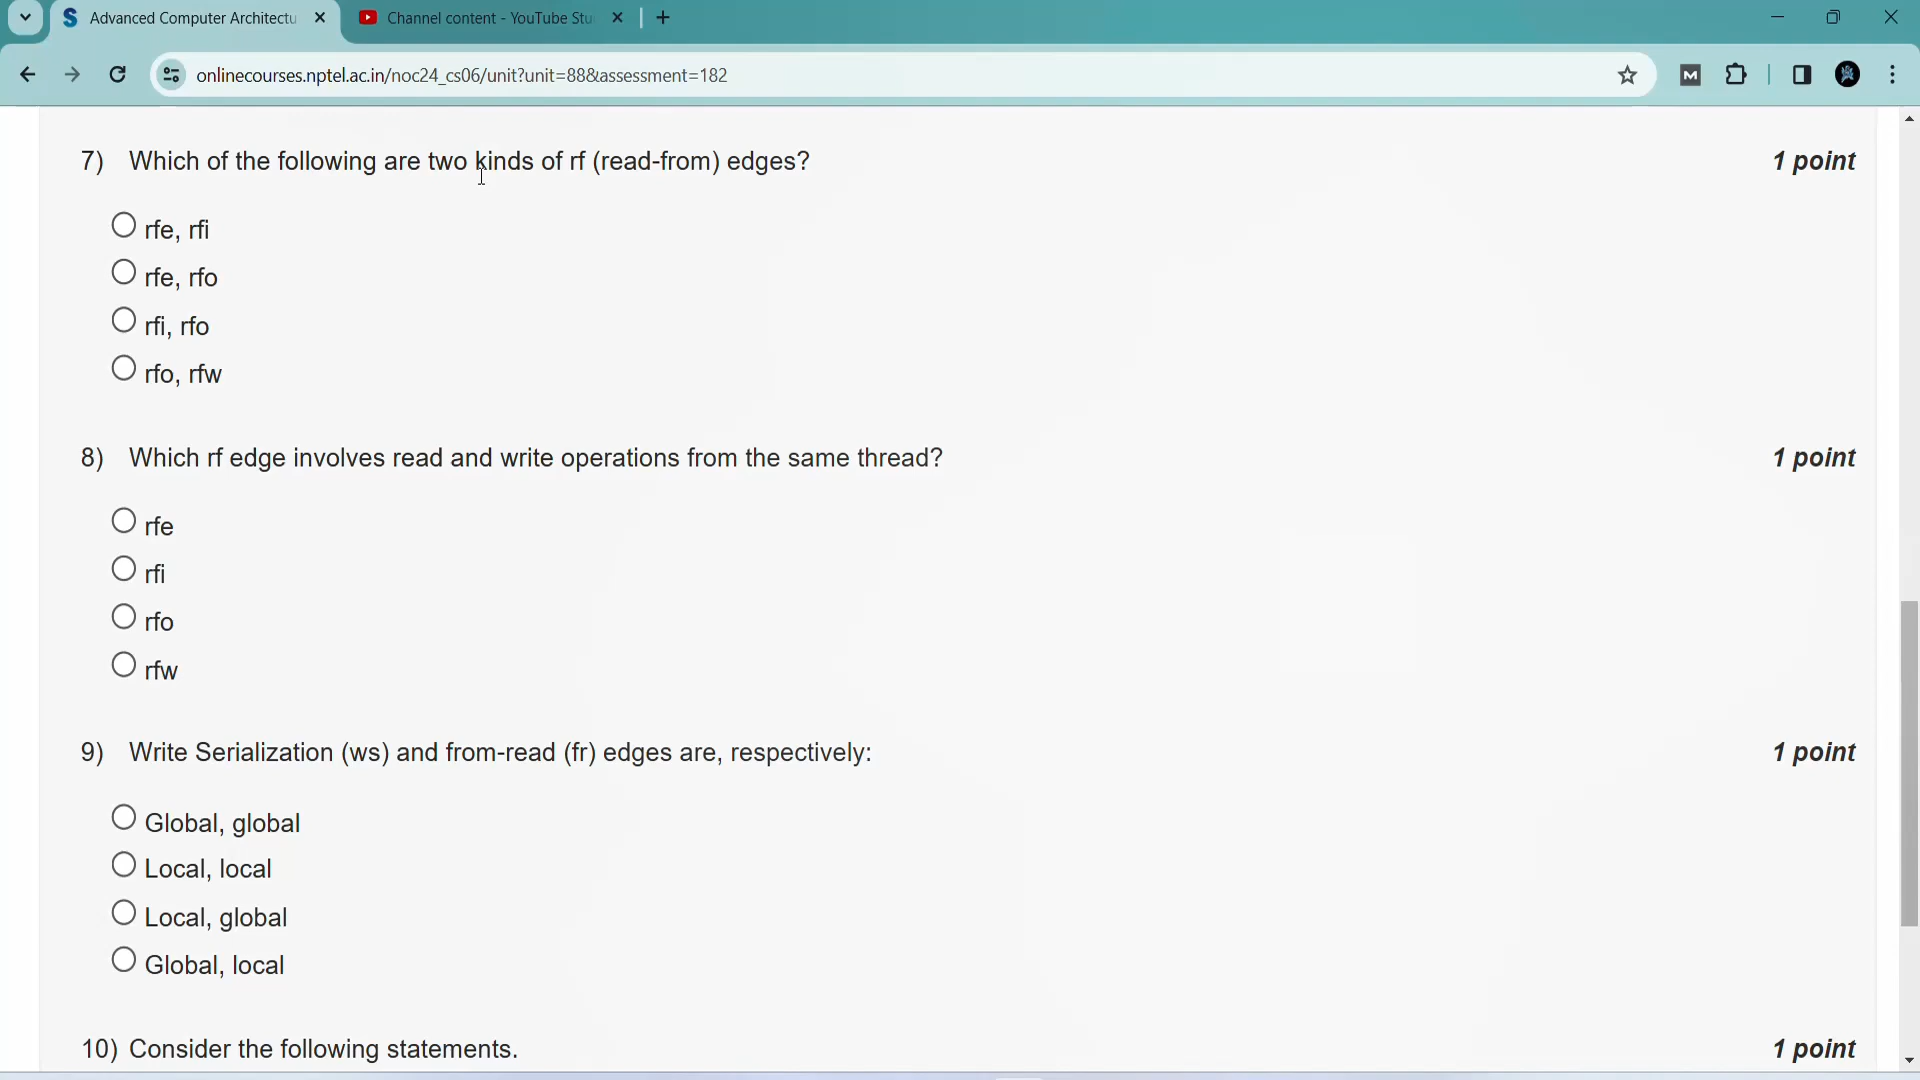 Advanced Computer Architectu
Channel content - YouTube Stu
onlinecourses.nptel.ac.in/noc24_cs06/unit?unit=88&assessment=182
7) Which of the following are two kinds of rf (read-from) edges? 1 point
rfe, rfi
rfe, rfo
rfi, rfo
rfo, rfw
8) Which rf edge involves read and write operations from the same thread? 1 point
rfe
rfi
rfo
rfw
9) Write Serialization (ws) and from-read (fr) edges are, respectively: 1 point
Global, global
Local, local
Local, global
Global, local
10) Consider the following statements. 1 point